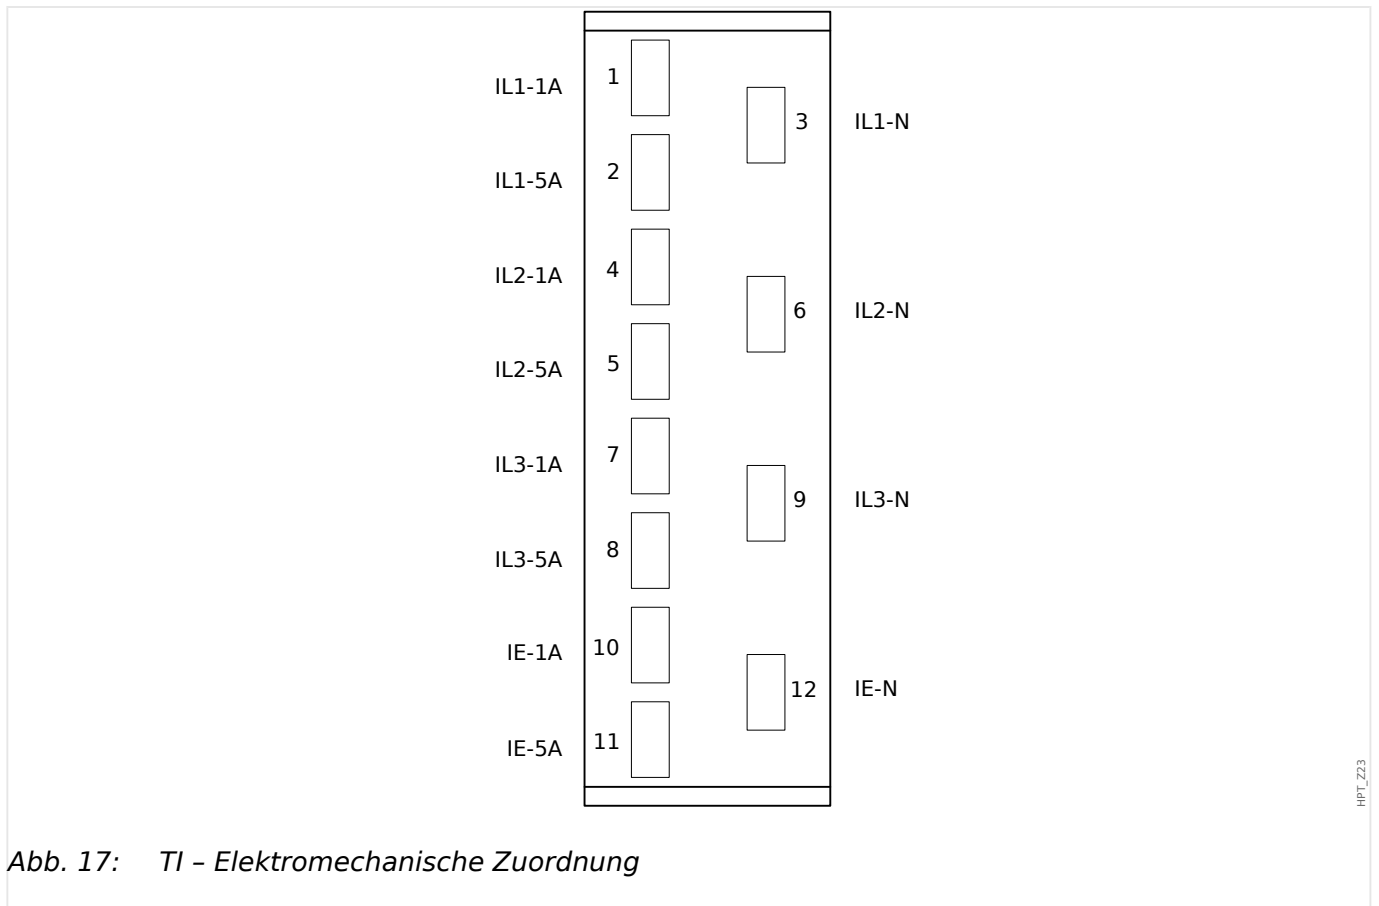 IL1-1A 1
3 IL1-N
IL1-5A 2
IL2-1A 4
6 IL2-N
IL2-5A 5
IL3-1A 7
9 IL3-N
IL3-5A 8
IE-1A 10
12 IE-N
IE-5A 11
HPT_Z23
Abb. 17: TI – Elektromechanische Zuordnung